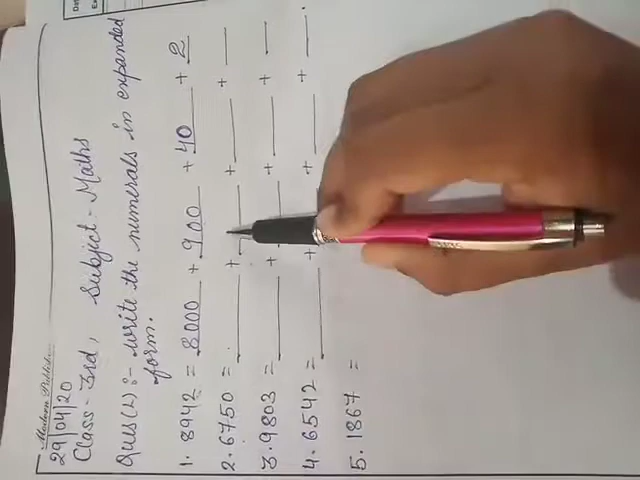 29/04/20
Class-3rd, Subject-Maths
Ques(2):- write the numerals in expanded
form.
1. 8942 = 8000 + 900 + 40 + 2
2. 6750 = ___ + ___ + ___ + ___
3. 9803 = ___ + ___ + ___ + ___
4. 6542 = ___ + ___ + ___ + ___.
5. 1867 =